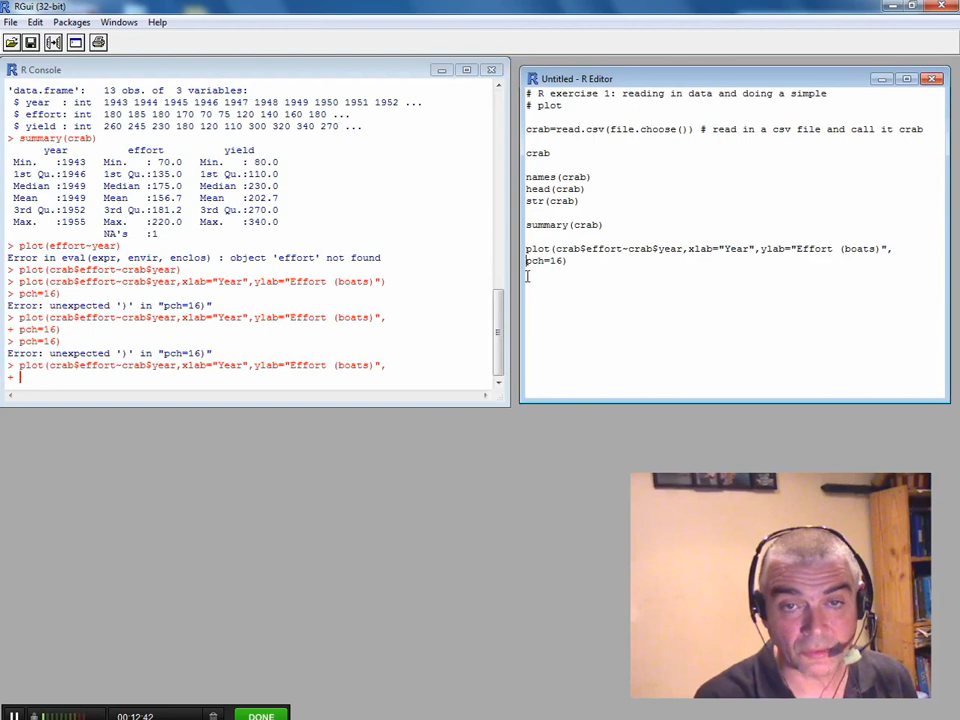 RGui (32-bit)
File Edit Packages Windows Help
R Console
'data.frame': 13 obs. of 3 variables:
$ year : int 1943 1944 1945 1946 1947 1948 1949 1950 1951 1952 ...
$ effort: int 180 185 180 170 70 75 120 140 160 180 ...
$ yield : int 260 245 230 180 120 110 300 320 340 270 ...
> summary(crab)
year effort yield
Min. :1943 Min. : 70.0 Min. : 80.0
1st Qu.:1946 1st Qu.:135.0 1st Qu.:110.0
Median :1949 Median :175.0 Median :230.0
Mean :1949 Mean :156.7 Mean :202.7
3rd Qu.:1952 3rd Qu.:181.2 3rd Qu.:270.0
Max. :1955 Max. :220.0 Max. :340.0
NA's :1
> plot(effort~year)
Error in eval(expr, envir, enclos) : object 'effort' not found
> plot(crab$effort~crab$year)
> plot(crab$effort~crab$year,xlab="Year",ylab="Effort (boats)")
> pch=16)
Error: unexpected ')' in "pch=16)"
> plot(crab$effort~crab$year,xlab="Year",ylab="Effort (boats)",
+ pch=16)
> pch=16)
Error: unexpected ')' in "pch=16)"
> plot(crab$effort~crab$year,xlab="Year",ylab="Effort (boats)",
+
Untitled - R Editor
# R exercise 1: reading in data and doing a simple
# plot
crab=read.csv(file.choose()) # read in a csv file and call it crab
crab
names(crab)
head(crab)
str(crab)
summary(crab)
plot(crab$effort~crab$year,xlab="Year",ylab="Effort (boats)",
pch=16)
00:12:42
DONE